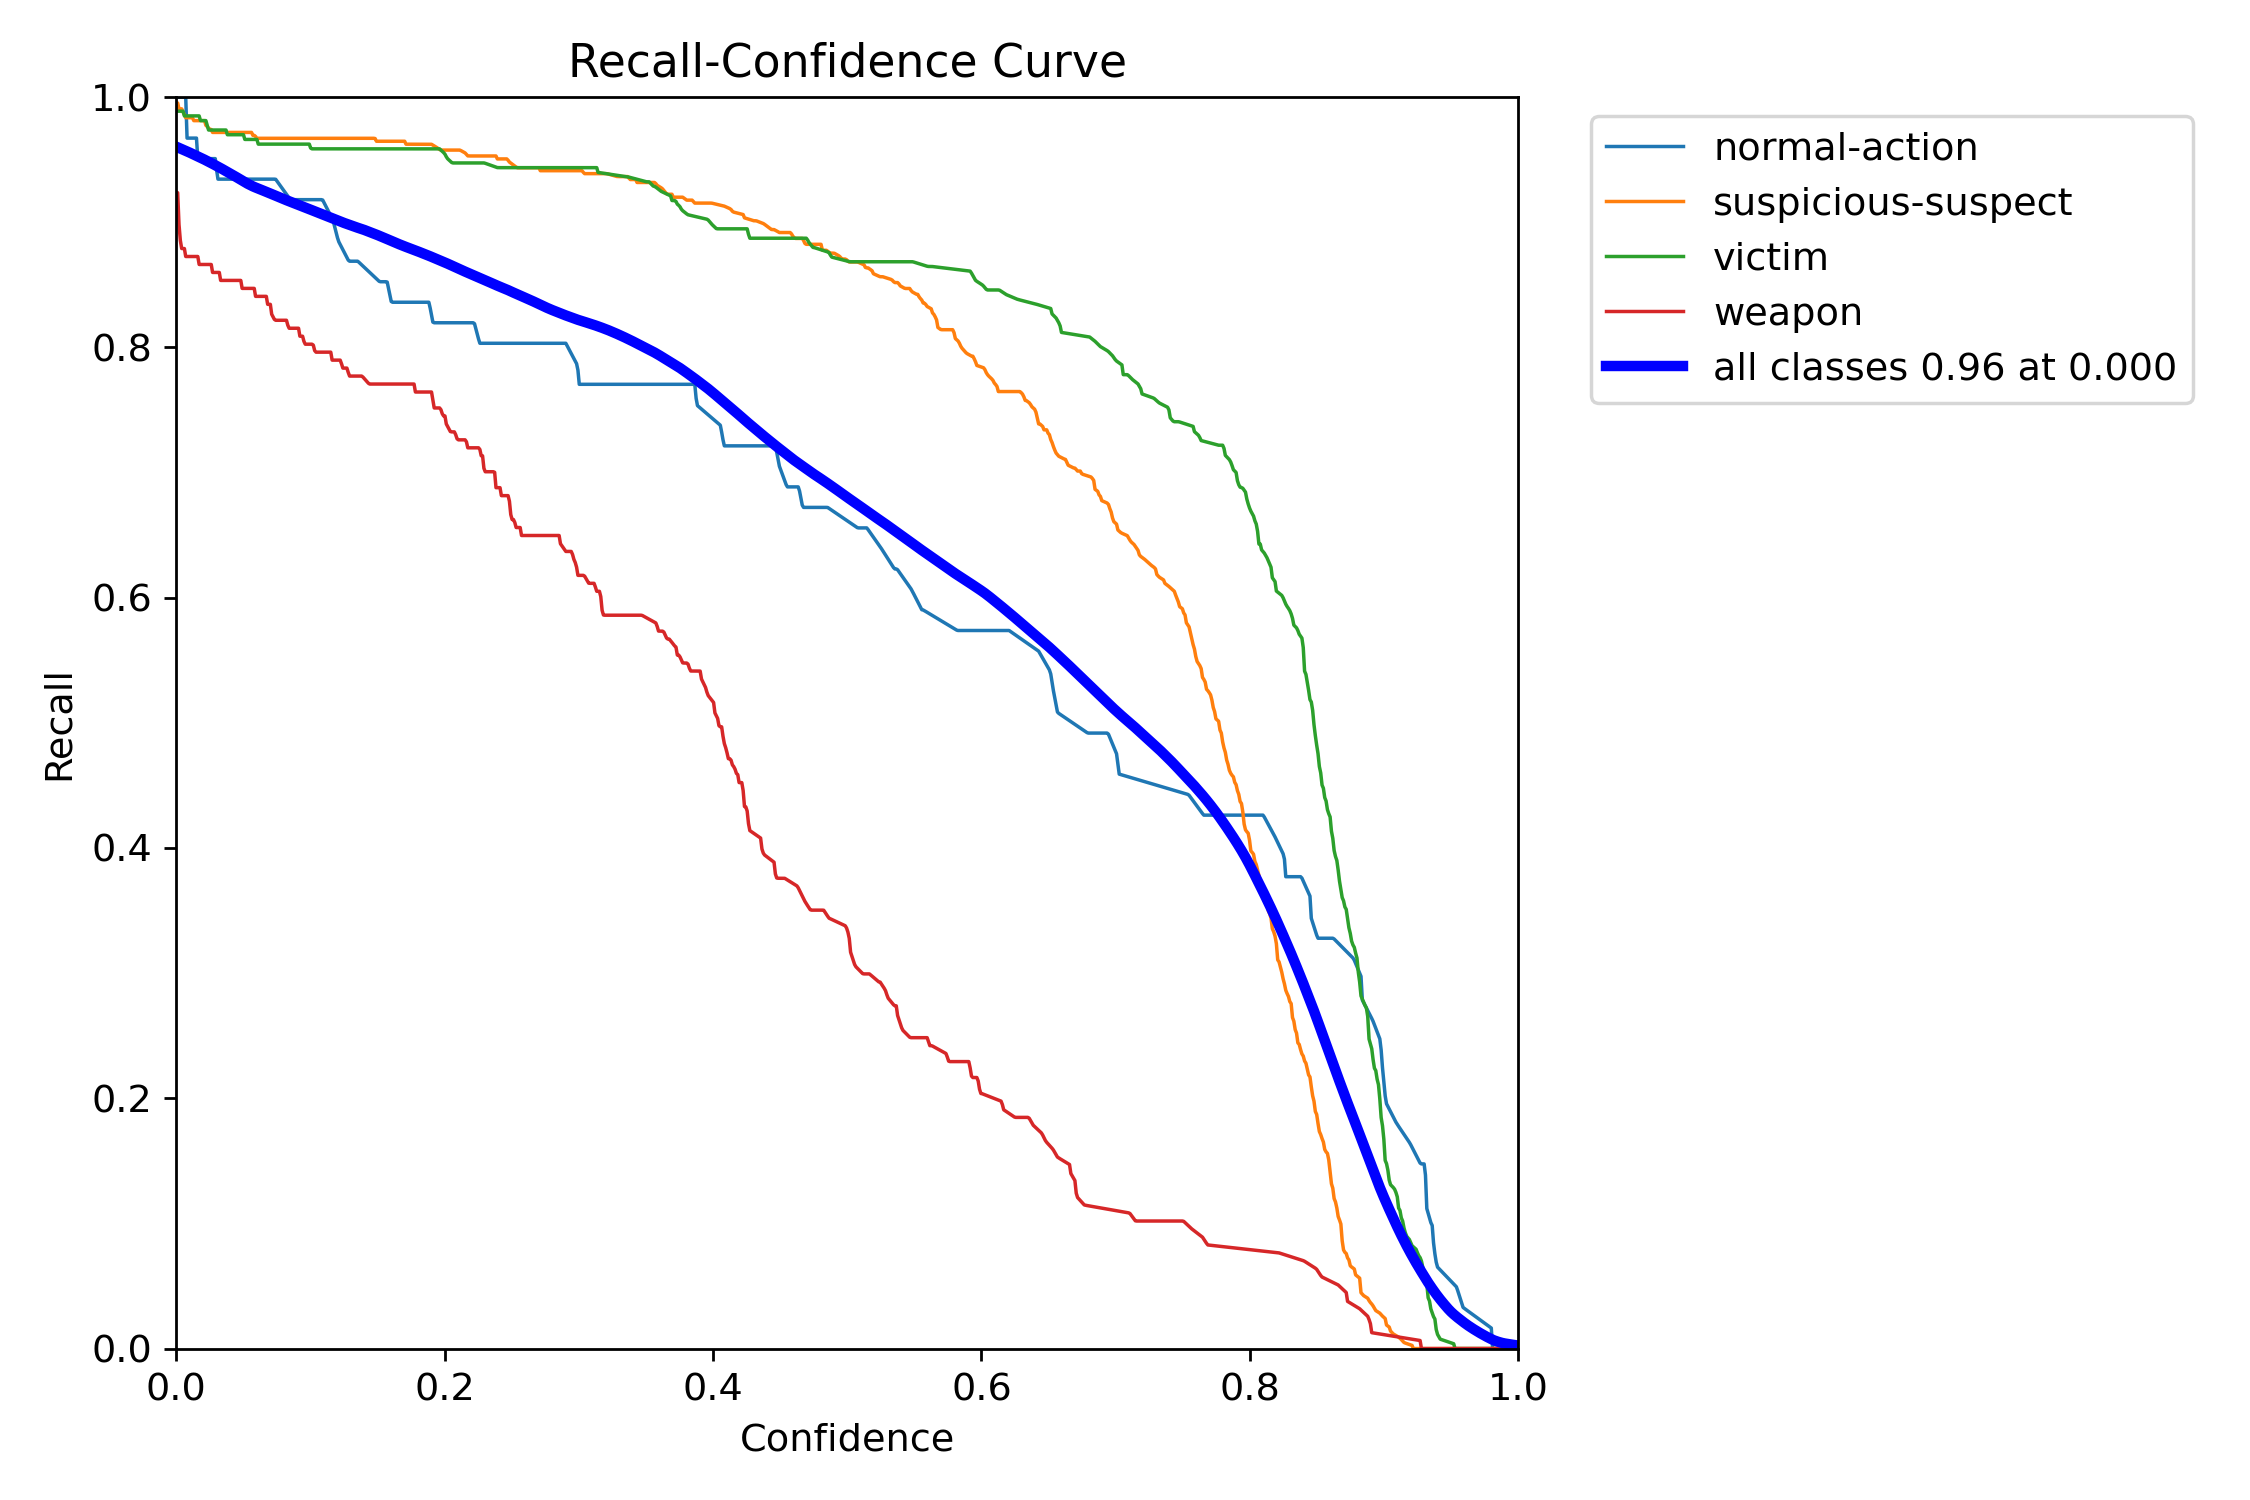 Recall-Confidence Curve
1.0
0.8
0.6
0.4
0.2
0.0
Recall
0.0 0.2 0.4 0.6 0.8 1.0
Confidence
normal-action
suspicious-suspect
victim
weapon
all classes 0.96 at 0.000